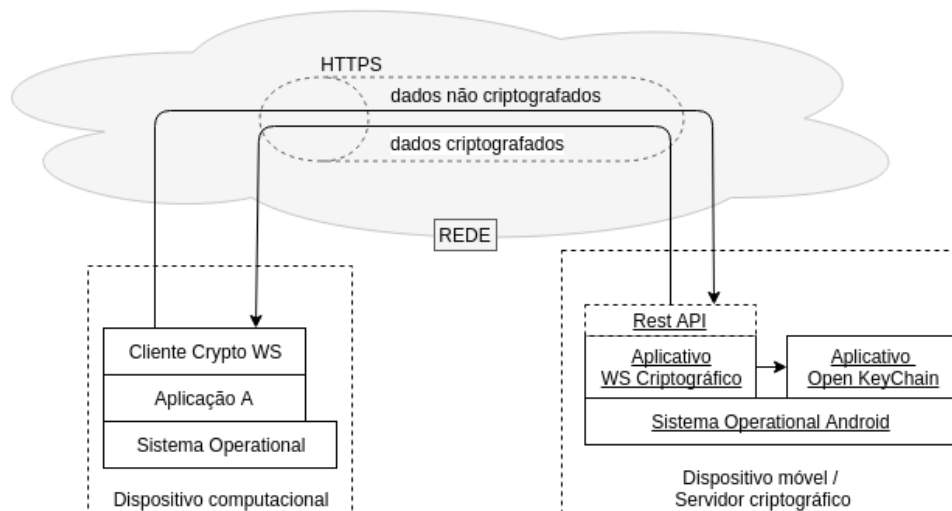 HTTPS
dados não criptografados
dados criptografados
REDE
Cliente Crypto WS
Aplicação A
Sistema Operational
Dispositivo computacional
Rest API
Aplicativo
WS Criptográfico
Aplicativo
Open KeyChain
Sistema Operational Android
Dispositivo móvel /
Servidor criptográfico